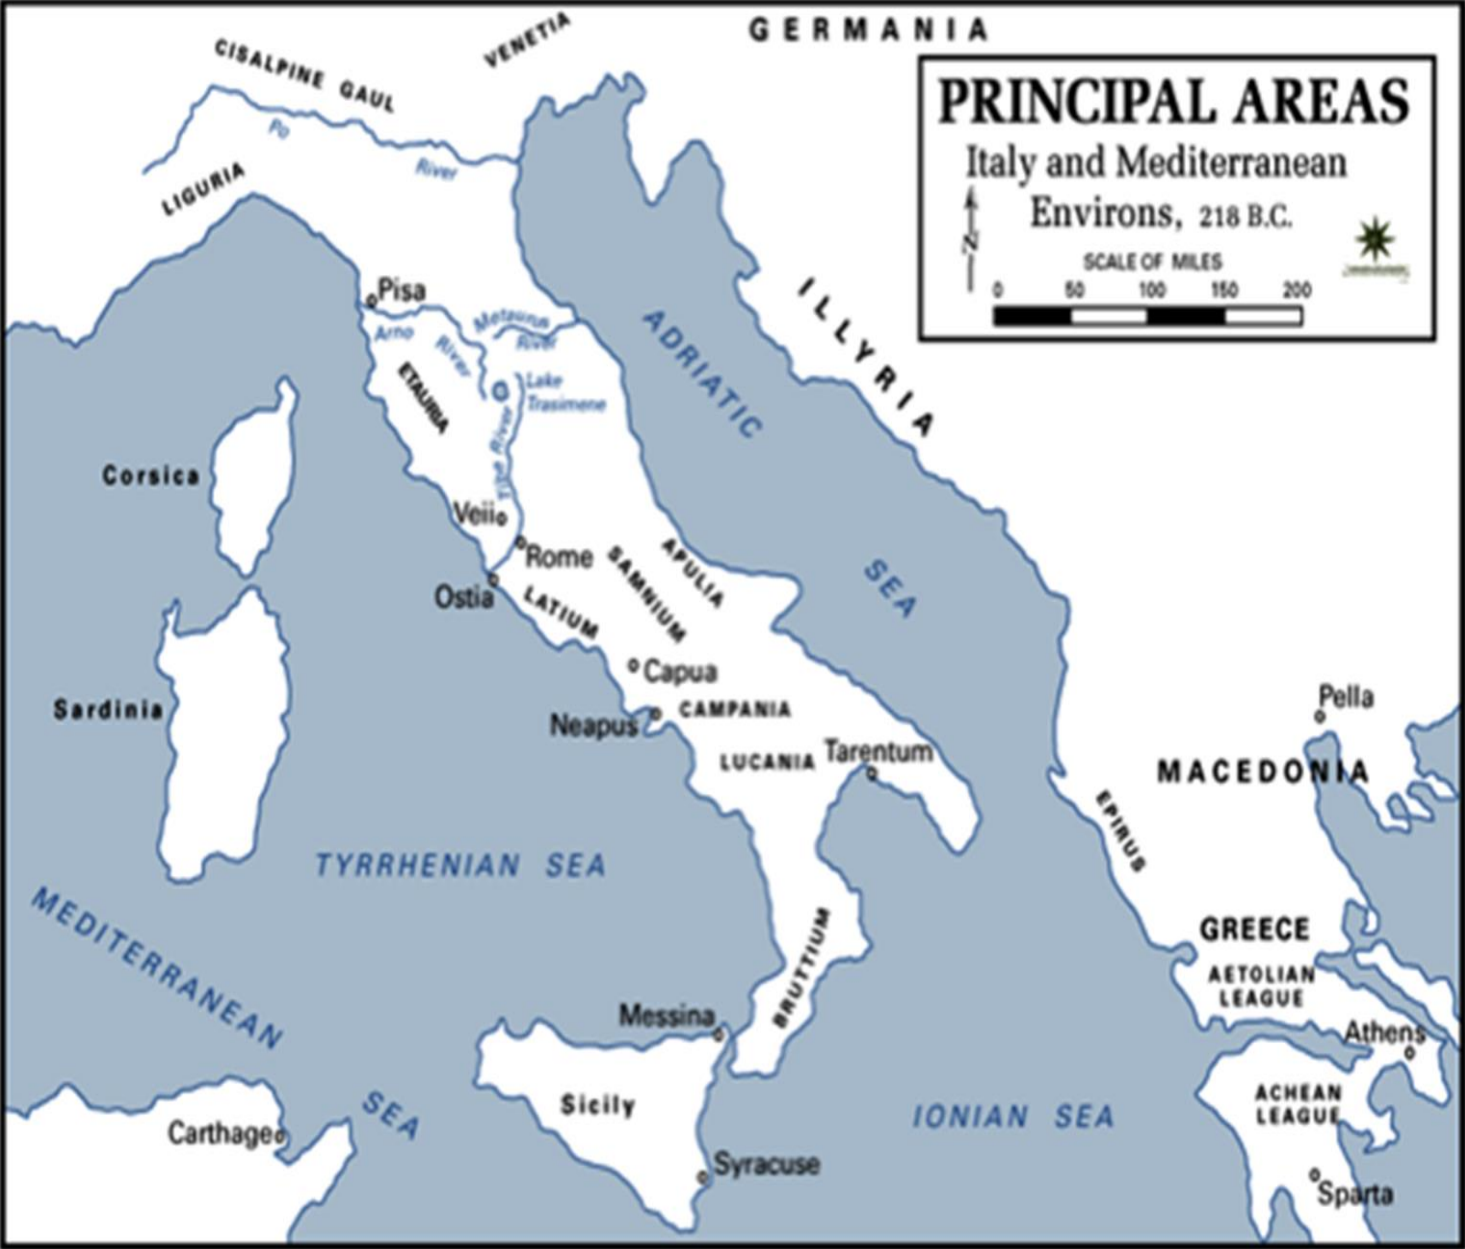 GERMANIA
VENETIA
CISALPINE GAUL
PRINCIPAL AREAS
Italy and Mediterranean
Environs, 218 B.C.
N
SCALE OF MILES
0 50 100 150 200
Po
River
LIGURIA
ILLYRIA
Pisa
Arno
River
Metaurus
River
ADRIATIC
SEA
ETAURIA
Lake
Trasimene
River
Corsica
Veii
Rome
Ostia
LATIUM
SAMNIUM
APULIA
Capua
Sardinia
Neapus
CAMPANIA
LUCANIA
Tarentum
Pella
MACEDONIA
EPIRUS
TYRRHENIAN SEA
MEDITERRANEAN
SEA
BRUTTIUM
GREECE
AETOLIAN
LEAGUE
Messina
Athens
Sicily
ACHEAN
LEAGUE
IONIAN SEA
Carthage
Syracuse
Sparta